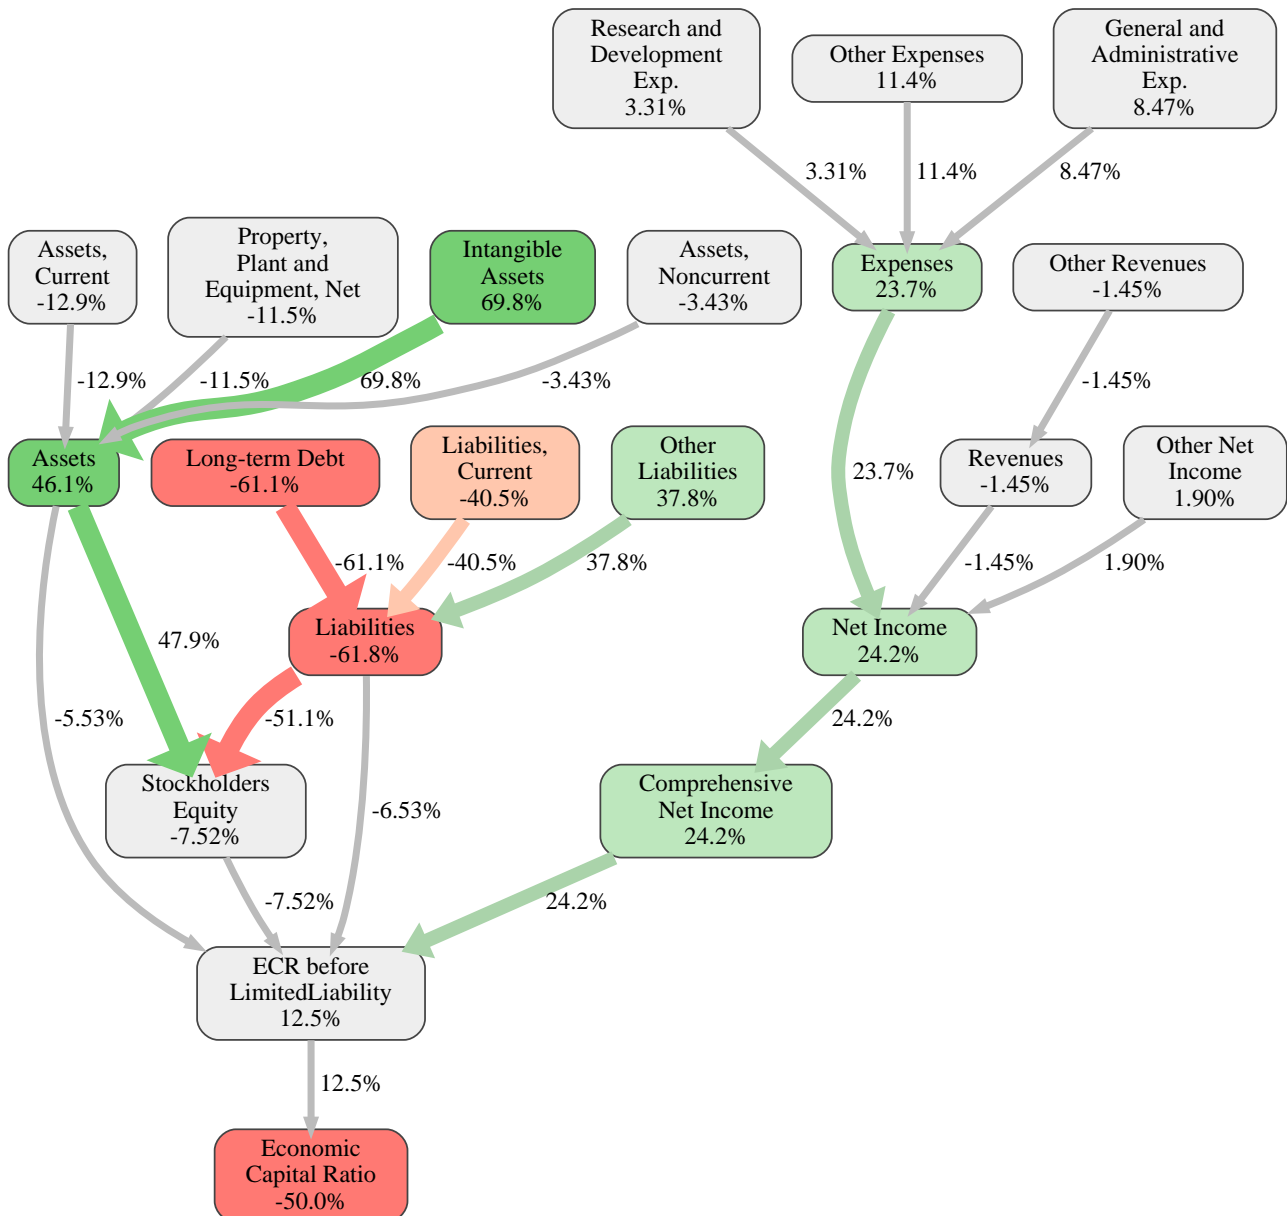 Research and
Development
Exp.
3.31%
Other Expenses
11.4%
General and
Administrative
Exp.
8.47%
3.31%
11.4%
8.47%
Assets,
Current
-12.9%
Property,
Plant and
Equipment, Net
-11.5%
Intangible
Assets
69.8%
Assets,
Noncurrent
-3.43%
Expenses
23.7%
Other Revenues
-1.45%
-12.9%
-11.5%
69.8%
-3.43%
-1.45%
Assets
46.1%
Long-term Debt
-61.1%
Liabilities,
Current
-40.5%
Other
Liabilities
37.8%
23.7%
Revenues
-1.45%
Other Net
Income
1.90%
-61.1%
-40.5%
37.8%
-1.45%
1.90%
Liabilities
-61.8%
Net Income
24.2%
47.9%
-5.53%
-51.1%
24.2%
Stockholders
Equity
-7.52%
-6.53%
Comprehensive
Net Income
24.2%
-7.52%
24.2%
ECR before
LimitedLiability
12.5%
12.5%
Economic
Capital Ratio
-50.0%